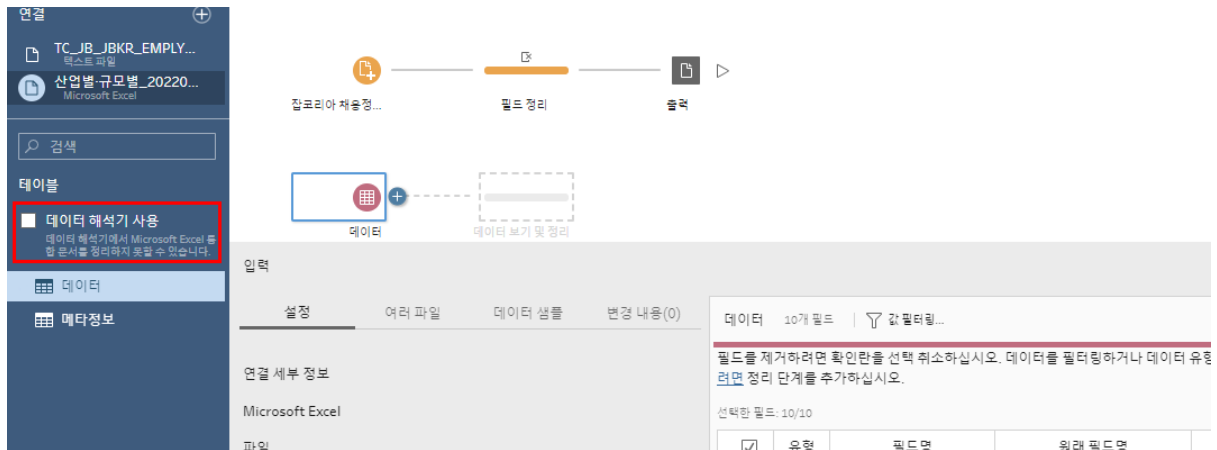 연결
TC_JB_JBKR_EMPLY...
텍스트 파일
산업별·규모별_20220...
Microsoft Excel
검색
테이블
데이터 해석기 사용
데이터 해석기에서 Microsoft Excel 통
합 문서를 정리하지 못할 수 있습니다.
데이터
메타정보
잡코리아 채용정...
필드 정리
출력
데이터
데이터 보기 및 정리
입력
설정
여러 파일
데이터 샘플
변경 내용(0)
연결 세부 정보
Microsoft Excel
파일
데이터 10개 필드 값 필터링...
필드를 제거하려면 확인란을 선택 취소하십시오. 데이터를 필터링하거나 데이터 유형
려면 정리 단계를 추가하십시오.
선택한 필드: 10/10
유형 필드명 원래 필드명